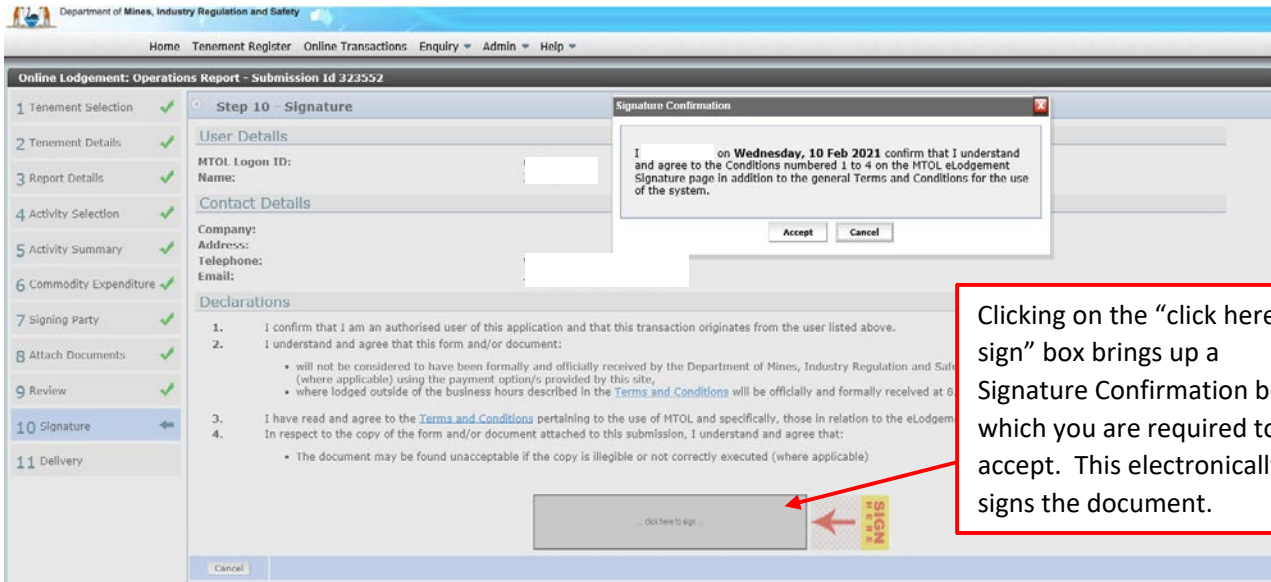 Department of Mines, Industry Regulation and Safety
Home Tenement Register Online Transactions Enquiry Admin Help
Online Lodgement: Operations Report - Submission Id 323552
1 Tenement Selection
2 Tenement Details
3 Report Details
4 Activity Selection
5 Activity Summary
6 Commodity Expenditure
7 Signing Party
8 Attach Documents
9 Review
10 Signature
11 Delivery
Step 10 - Signature
User Details
MTOL Logon ID:
Name:
Contact Details
Company:
Address:
Telephone:
Email:
Declarations
1. I confirm that I am an authorised user of this application and that this transaction originates from the user listed above.
2. I understand and agree that this form and/or document:
• will not be considered to have been formally and officially received by the Department of Mines, Industry Regulation and
(where applicable) using the payment option/s provided by this site,
• where lodged outside of the business hours described in the Terms and Conditions will be officially and formally received at
3. I have read and agree to the Terms and Conditions pertaining to the use of MTOL and specifically, those in relation to the
4. In respect to the copy of the form and/or document attached to this submission, I understand and agree that:
• The document may be found unacceptable if the copy is illegible or not correctly executed (where applicable)
... click here to sign ...
SIGN
HERE
Cancel
Signature Confirmation
I on Wednesday, 10 Feb 2021 confirm that I understand
and agree to the Conditions numbered 1 to 4 on the MTOL eLodgement
Signature page in addition to the general Terms and Conditions for the use
of the system.
Accept Cancel
Clicking on the “click here
sign” box brings up a
Signature Confirmation
which you are required
accept. This
signs the document.